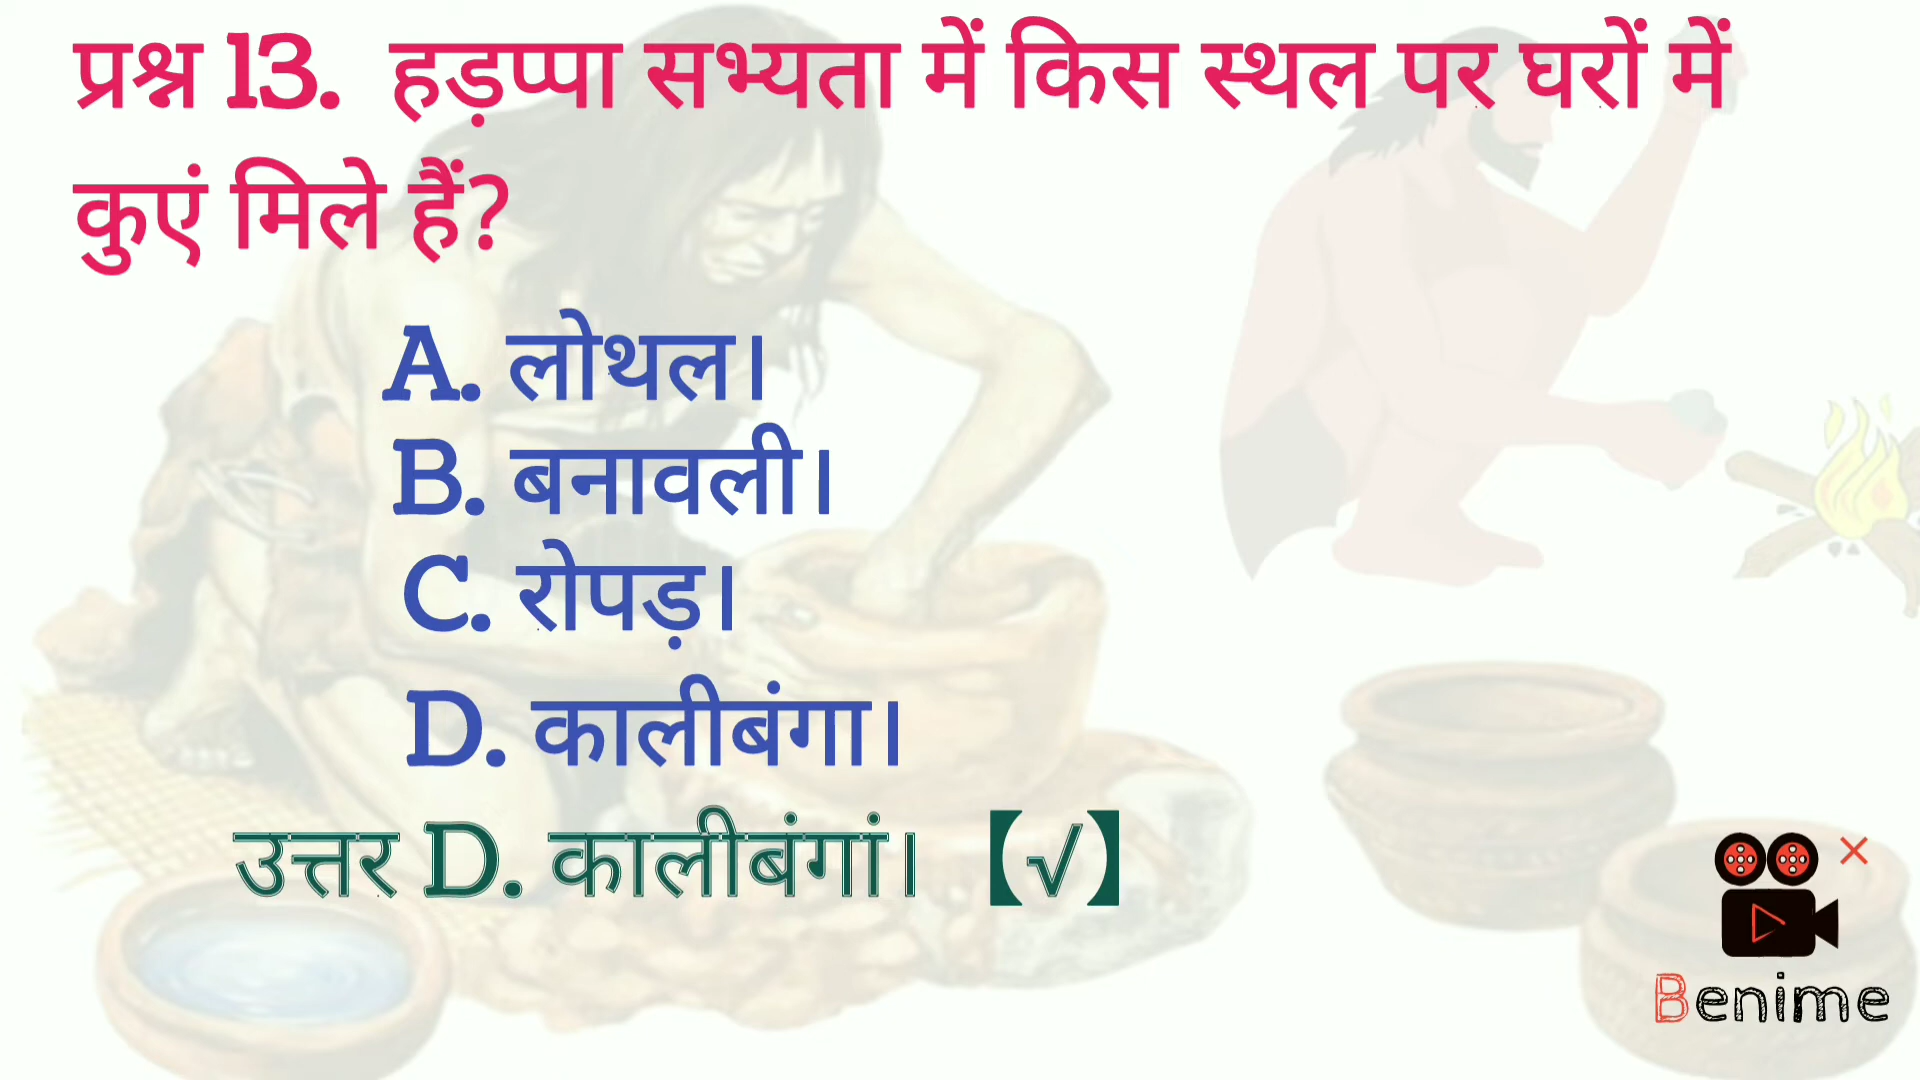 प्रश्न 13. हड़प्पा सभ्यता में किस स्थल पर घरों में
कुएं मिले हैं?
A. लोथल।
B. बनावली।
C. रोपड़।
D. कालीबंगा।
उत्तर D. कालीबंगां। 【√】
Benime